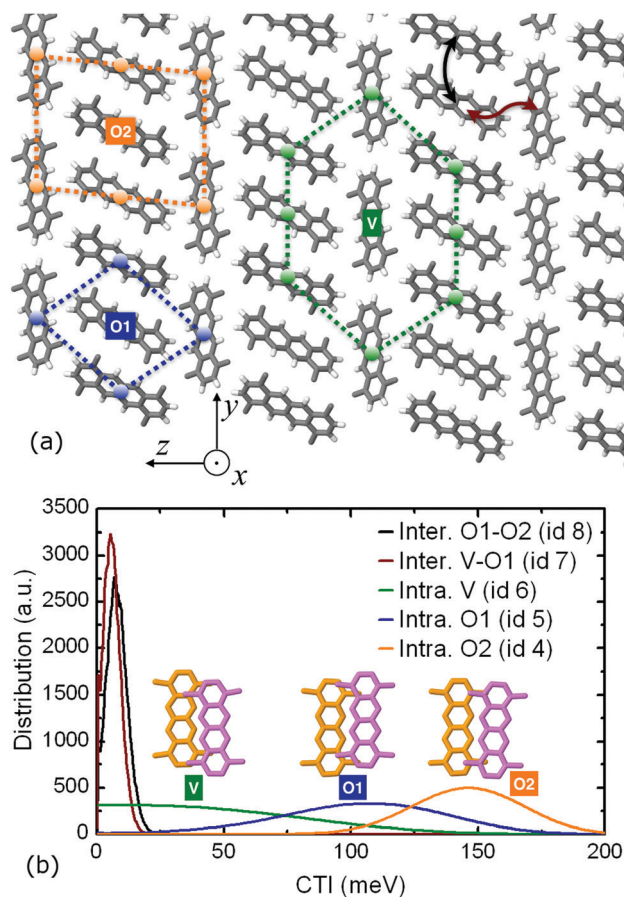 O2
V
O1
y
z
x
(a)
3500
3000
2500
2000
1500
1000
500
0
Distribution (a.u.)
Inter. O1-O2 (id 8)
Inter. V-O1 (id 7)
Intra. V (id 6)
Intra. O1 (id 5)
Intra. O2 (id 4)
V
O1
O2
0 50 100 150 200
(b)
CTI (meV)